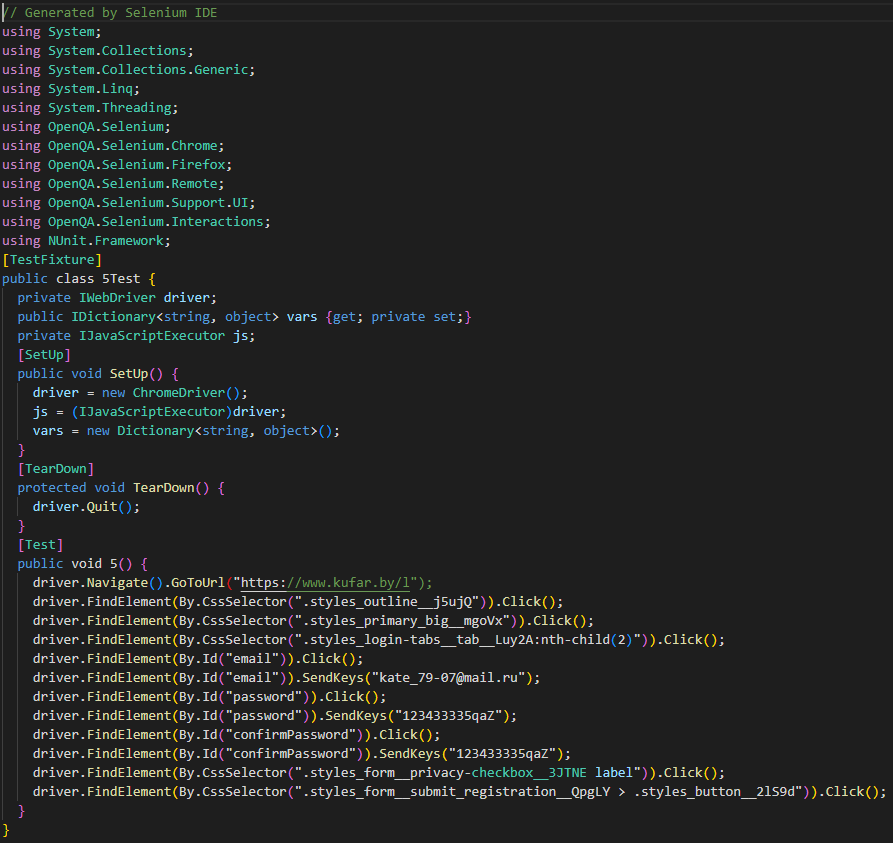 // Generated by Selenium IDE
using System;
using System.Collections;
using System.Collections.Generic;
using System.Linq;
using System.Threading;
using OpenQA.Selenium;
using OpenQA.Selenium.Chrome;
using OpenQA.Selenium.Firefox;
using OpenQA.Selenium.Remote;
using OpenQA.Selenium.Support.UI;
using OpenQA.Selenium.Interactions;
using NUnit.Framework;
[TestFixture]
public class 5Test {
  private IWebDriver driver;
  public IDictionary<string, object> vars {get; private set;}
  private IJavaScriptExecutor js;
  [SetUp]
  public void SetUp() {
    driver = new ChromeDriver();
    js = (IJavaScriptExecutor)driver;
    vars = new Dictionary<string, object>();
  }
  [TearDown]
  protected void TearDown() {
    driver.Quit();
  }
  [Test]
  public void 5() {
    driver.Navigate().GoToUrl("https://www.kufar.by/l");
    driver.FindElement(By.CssSelector(".styles_outline__j5ujQ")).Click();
    driver.FindElement(By.CssSelector(".styles_primary_big__mgoVx")).Click();
    driver.FindElement(By.CssSelector(".styles_login-tabs__tab__Luy2A:nth-child(2)")).Click();
    driver.FindElement(By.Id("email")).Click();
    driver.FindElement(By.Id("email")).SendKeys("kate_79-07@mail.ru");
    driver.FindElement(By.Id("password")).Click();
    driver.FindElement(By.Id("password")).SendKeys("123433335qaZ");
    driver.FindElement(By.Id("confirmPassword")).Click();
    driver.FindElement(By.Id("confirmPassword")).SendKeys("123433335qaZ");
    driver.FindElement(By.CssSelector(".styles_form__privacy-checkbox__3JTNE label")).Click();
    driver.FindElement(By.CssSelector(".styles_form__submit_registration__QpgLY > .styles_button__2lS9d")).Click();
  }
}